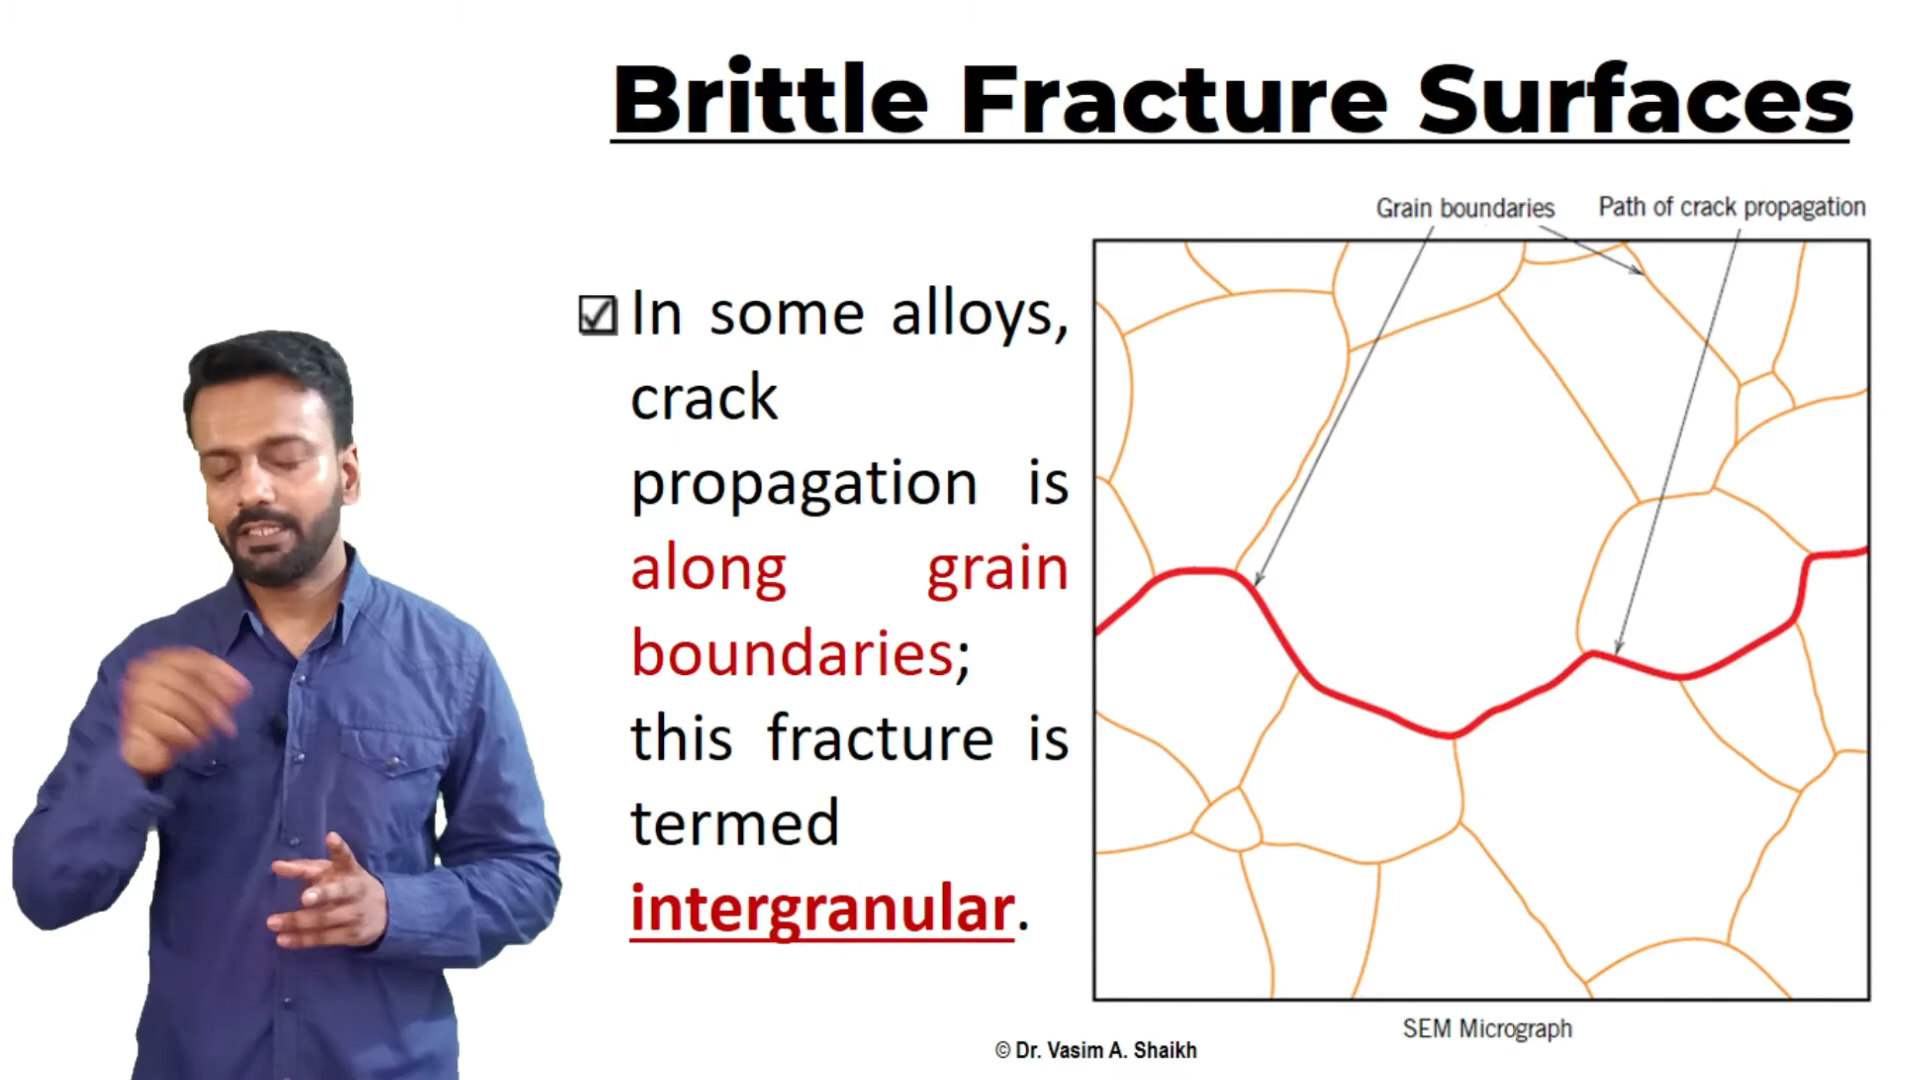 Brittle Fracture Surfaces
Grain boundaries
Path of crack propagation
In some alloys,
crack
propagation is
along grain
boundaries;
this fracture is
termed
intergranular.
SEM Micrograph
© Dr. Vasim A. Shaikh